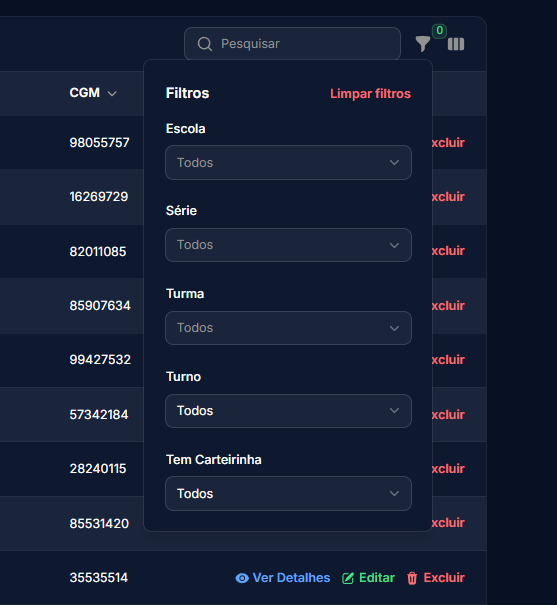 Pesquisar
0
CGM
Filtros
Limpar filtros
Escola
Todos
Série
Todos
Turma
Todos
Turno
Todos
Tem Carteirinha
Todos
98055757 xcluir
16269729 xcluir
82011085 xcluir
85907634 xcluir
99427532 xcluir
57342184 xcluir
28240115 xcluir
85531420 xcluir
35535514 Ver Detalhes Editar Excluir